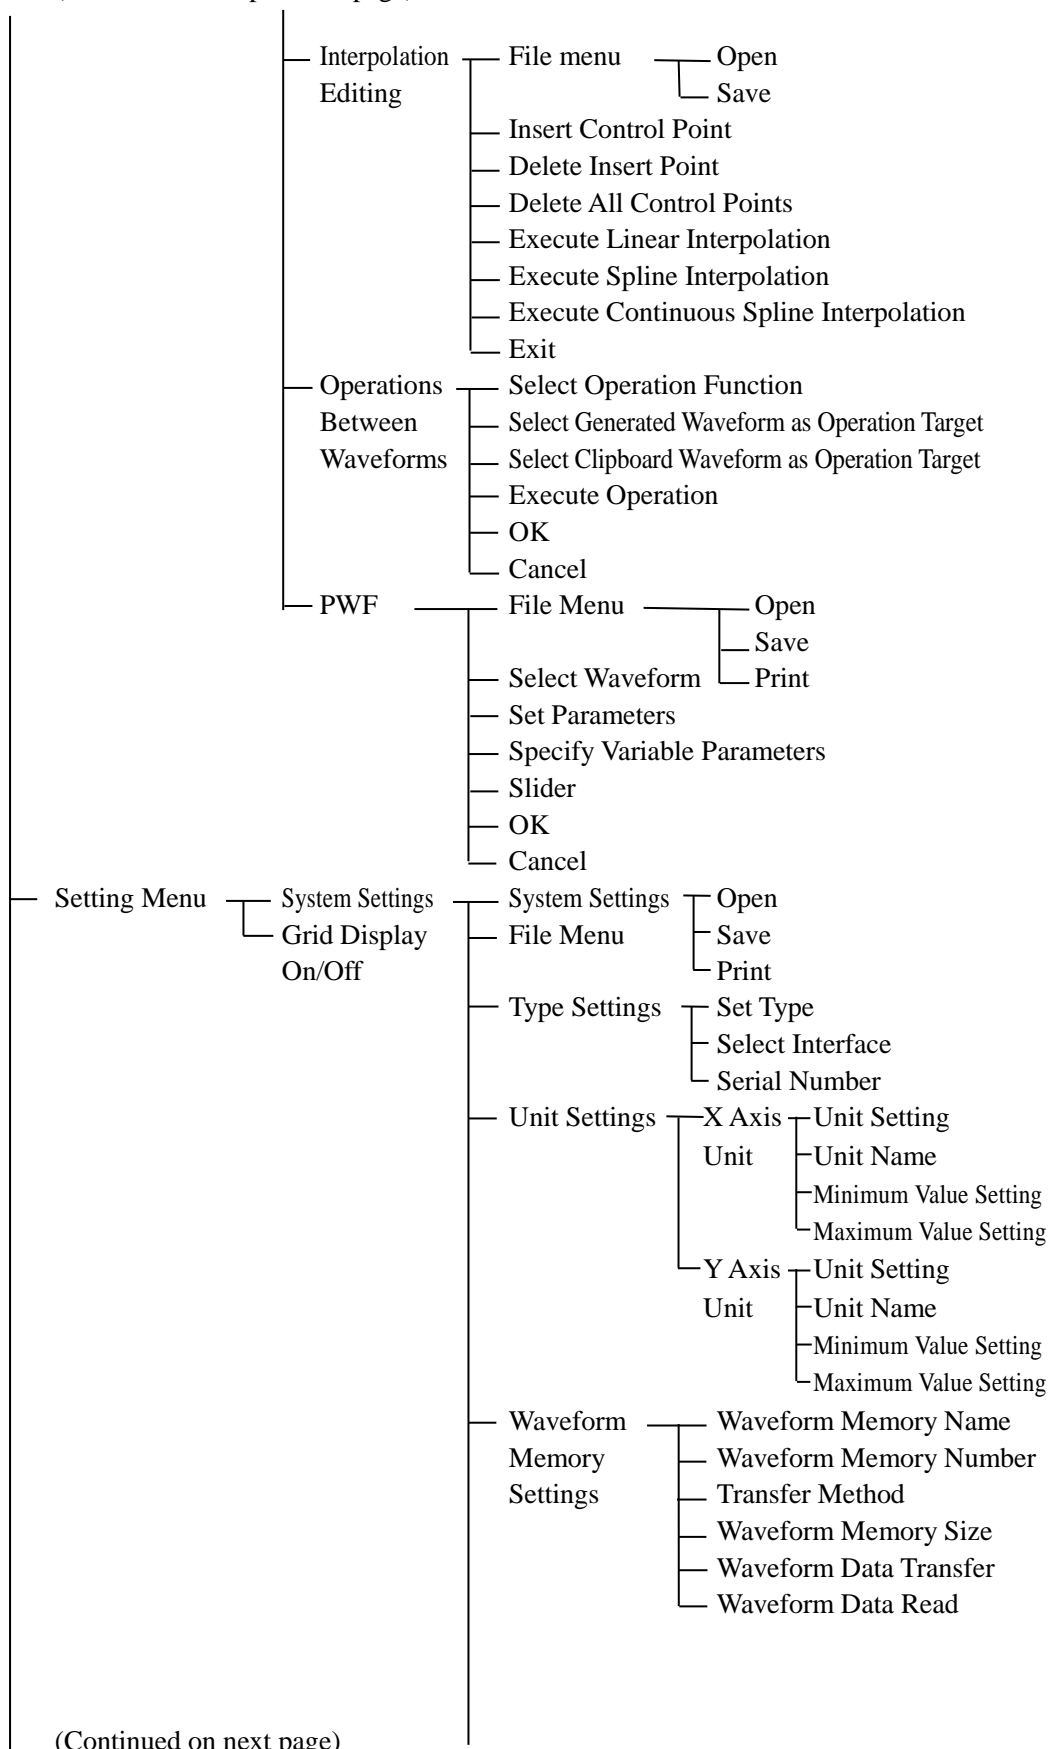 Interpolation File menu Open
Editing Save
Insert Control Point
Delete Insert Point
Delete All Control Points
Execute Linear Interpolation
Execute Spline Interpolation
Execute Continuous Spline Interpolation
Exit
Operations Select Operation Function
Between Select Generated Waveform as Operation Target
Waveforms Select Clipboard Waveform as Operation Target
Execute Operation
OK
Cancel
PWF File Menu Open
Save
Select Waveform Print
Set Parameters
Specify Variable Parameters
Slider
OK
Cancel
Setting Menu System Settings System Settings Open
Grid Display File Menu Save
On/Off Print
Type Settings Set Type
Select Interface
Serial Number
Unit Settings X Axis Unit Setting
Unit Unit Name
Minimum Value Setting
Maximum Value Setting
Y Axis Unit Setting
Unit Unit Name
Minimum Value Setting
Maximum Value Setting
Waveform Waveform Memory Name
Memory Waveform Memory Number
Settings Transfer Method
Waveform Memory Size
Waveform Data Transfer
Waveform Data Read
(Continued on next page)